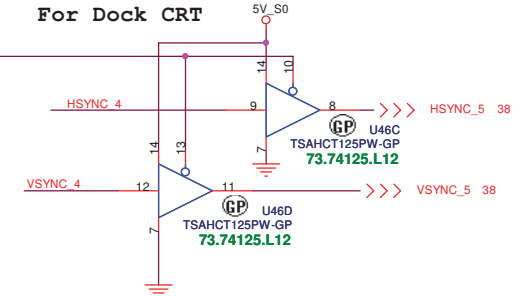 For Dock CRT
5V_S0
14
10
HSYNC_4
9
8
HSYNC_5 38
GP
U46C
TSAHCT125PW-GP
73.74125.L12
7
14
13
VSYNC_4
12
11
VSYNC_5 38
GP
U46D
TSAHCT125PW-GP
73.74125.L12
7